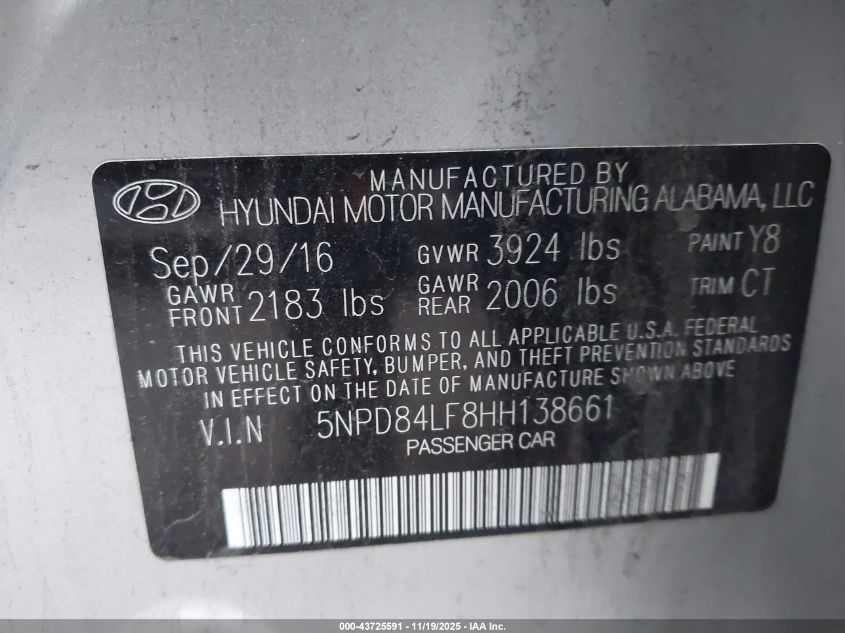 MANUFACTURED BY
HYUNDAI MOTOR MANUFACTURING ALABAMA, LLC
Sep/29/16 GVWR 3924 lbs PAINT Y8
GAWR FRONT 2183 lbs GAWR REAR 2006 lbs TRIM CT
THIS VEHICLE CONFORMS TO ALL APPLICABLE U.S.A. FEDERAL
MOTOR VEHICLE SAFETY, BUMPER, AND THEFT PREVENTION STANDARDS
IN EFFECT ON THE DATE OF MANUFACTURE SHOWN ABOVE
V.I.N 5NPD84LF8HH138661
PASSENGER CAR
000-43725591 - 11/19/2025 - IAA Inc.